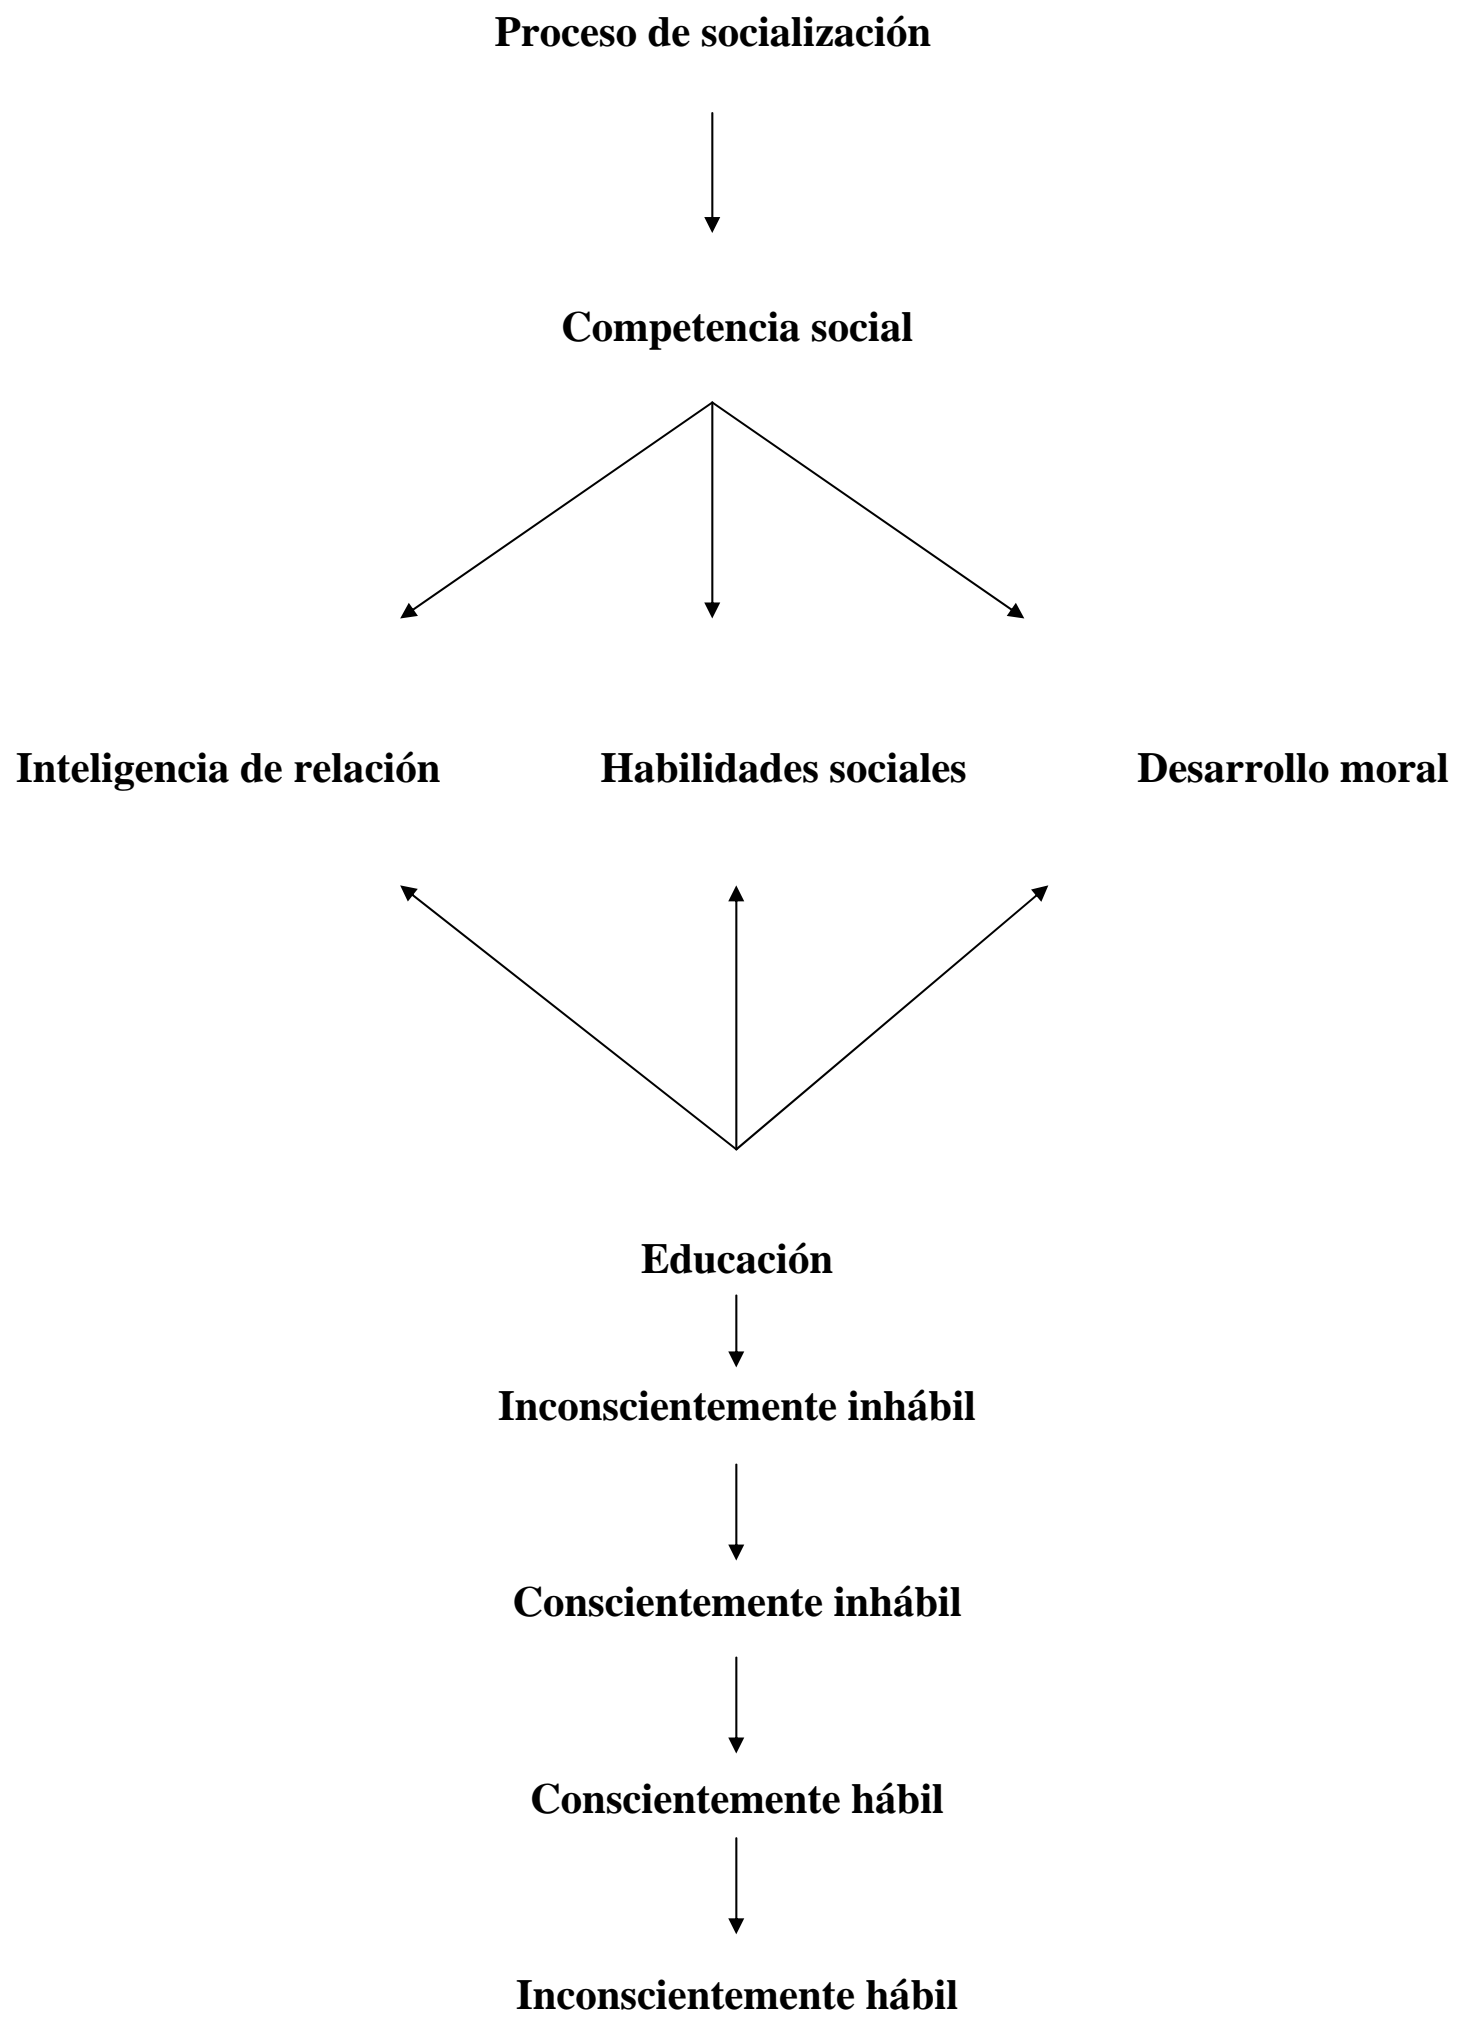 Proceso de socialización
Competencia social
Inteligencia de relación Habilidades sociales Desarrollo moral
Educación
Inconscientemente inhábil
Conscientemente inhábil
Conscientemente hábil
Inconscientemente hábil